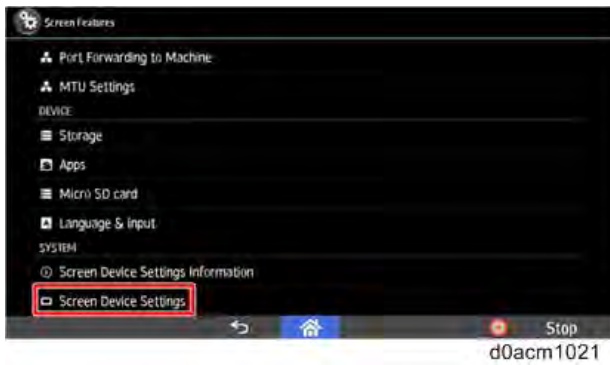 Screen Features
Port Forwarding to Machine
MTU Settings
DEVICE
Storage
Apps
Micro SD card
Language & input
SYSTEM
Screen Device Settings Information
Screen Device Settings
Stop
d0acm1021